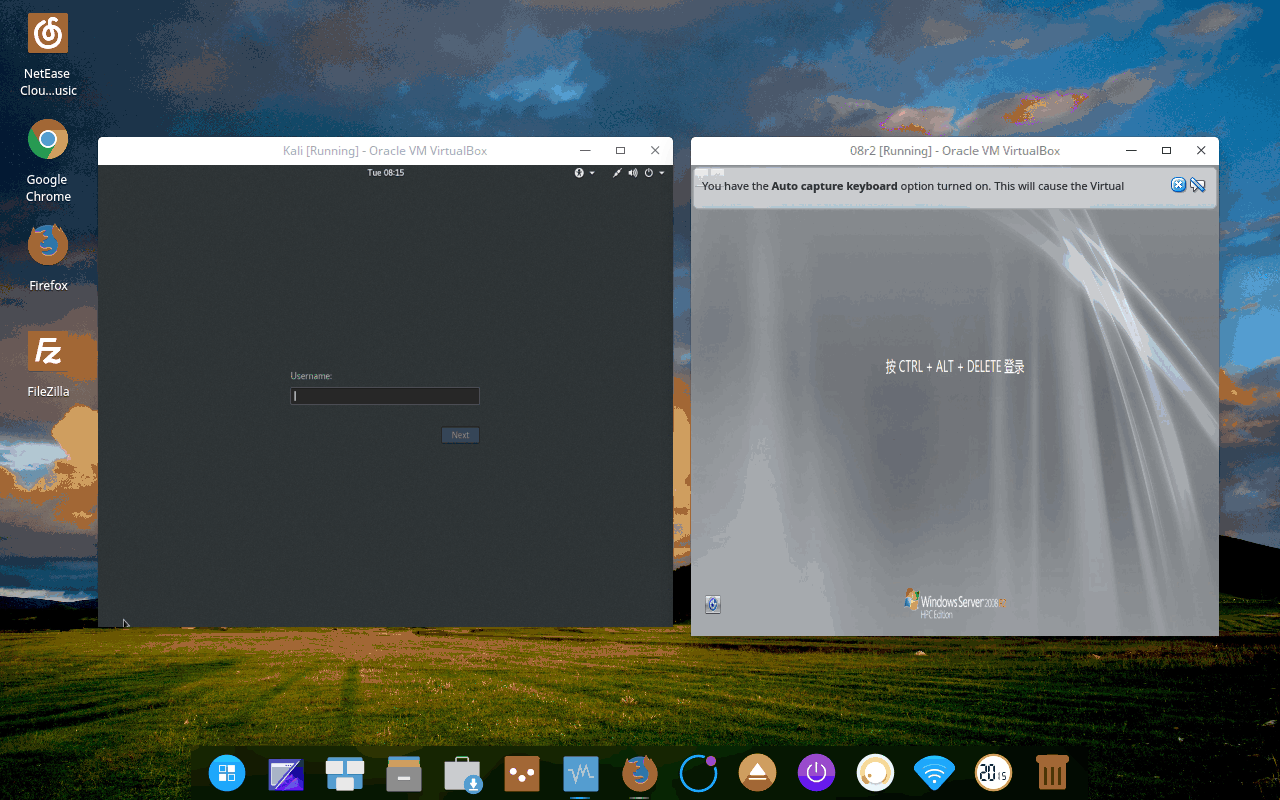 NetEase
Clou...usic
Google
Chrome
Firefox
FileZilla
Kali [Running] - Oracle VM VirtualBox
Tue 08:15
Username:
Next
08r2 [Running] - Oracle VM VirtualBox
You have the Auto capture keyboard option turned on. This will cause the Virtual
按 CTRL + ALT + DELETE 登录
Windows Server 2008 R2
HPC Edition
20 15